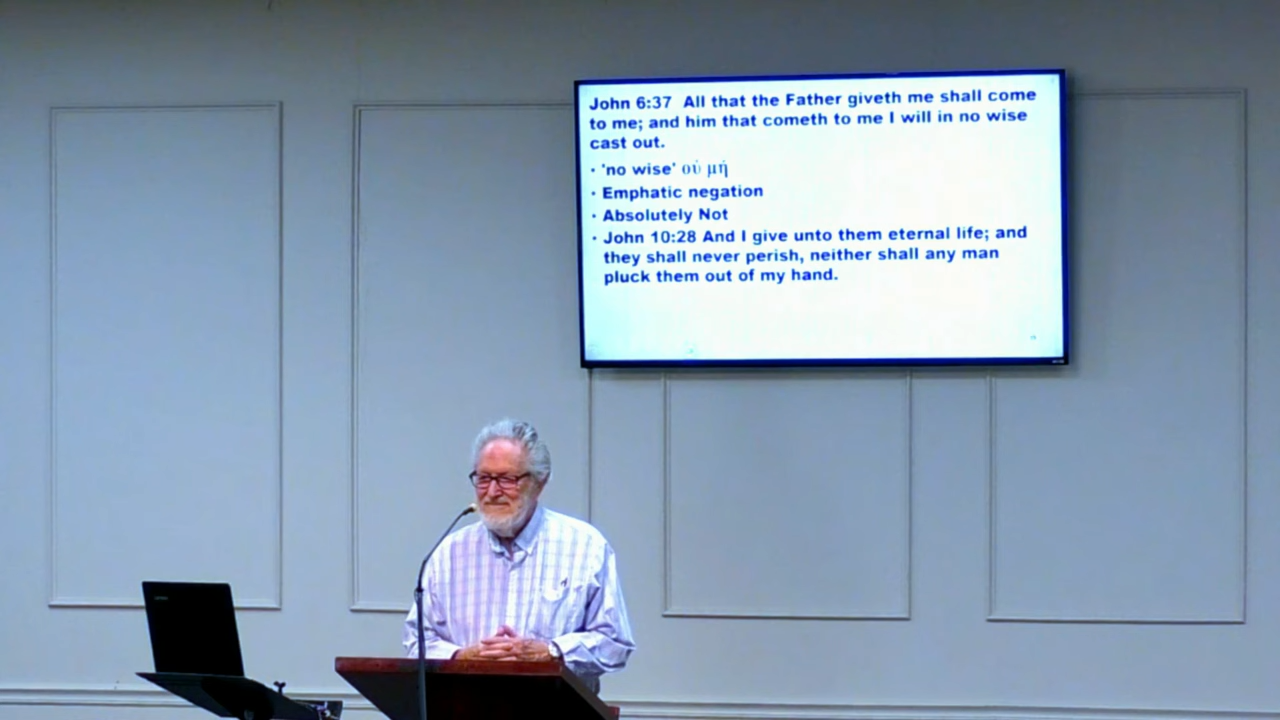 John 6:37 All that the Father giveth me shall come
to me; and him that cometh to me I will in no wise
cast out.
· 'no wise' οὐ μή
· Emphatic negation
· Absolutely Not
· John 10:28 And I give unto them eternal life; and
they shall never perish, neither shall any man
pluck them out of my hand.